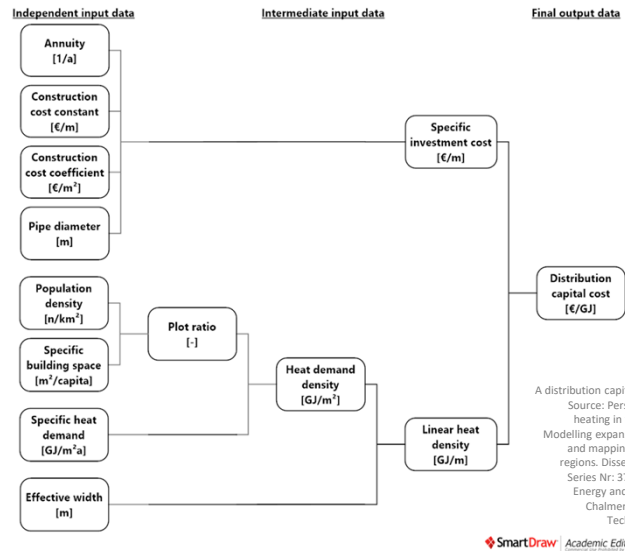 Independent input data
Intermediate input data
Final output data
Annuity
[1/a]
Construction
cost constant
[€/m]
Construction
cost coefficient
[€/m²]
Pipe diameter
[m]
Specific
investment cost
[€/m]
Population
density
[n/km²]
Specific
building space
[m²/capita]
Plot ratio
[-]
Specific heat
demand
[GJ/m²a]
Effective width
[m]
Heat demand
density
[GJ/m²]
Linear heat
density
[GJ/m]
Distribution
capital cost
[€/GJ]
A distribution capi
Source: Pers
heating in
Modelling expan
and mappin
regions. Disse
Series Nr: 3
Energy and
Chalmer
Tec
SmartDraw Academic Edi